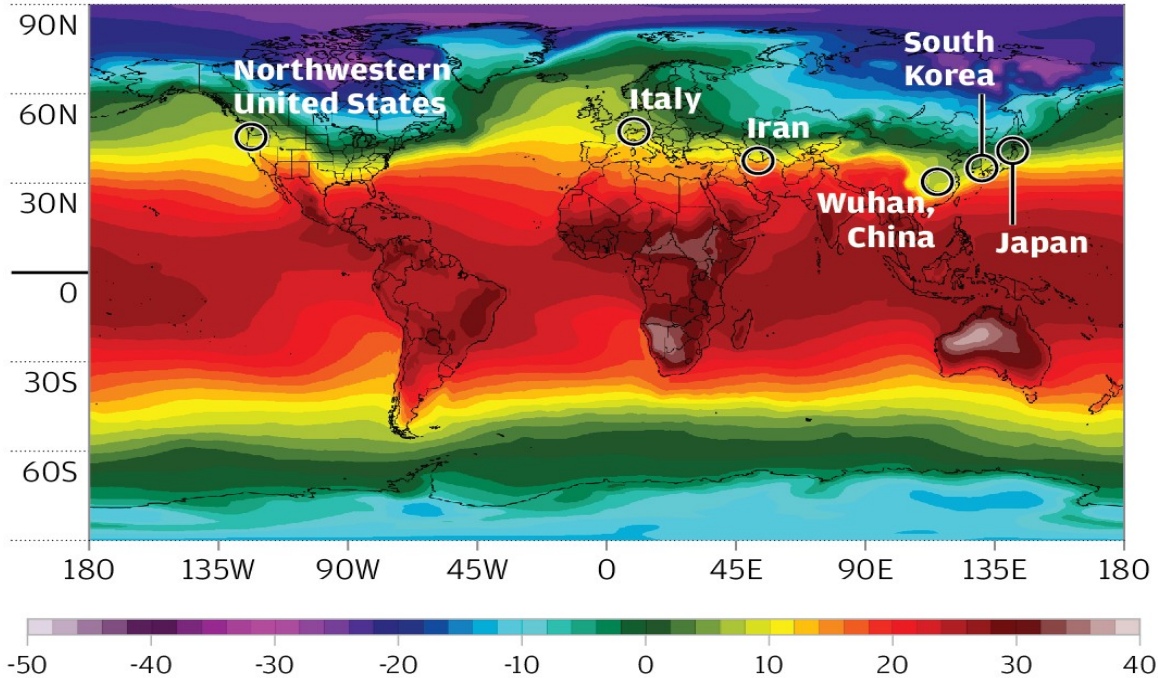 90N
60N
30N
0
30S
60S
Northwestern
United States
Italy
Iran
South
Korea
Wuhan,
China
Japan
180 135W 90W 45W 0 45E 90E 135E 180
-50 -40 -30 -20 -10 0 10 20 30 40